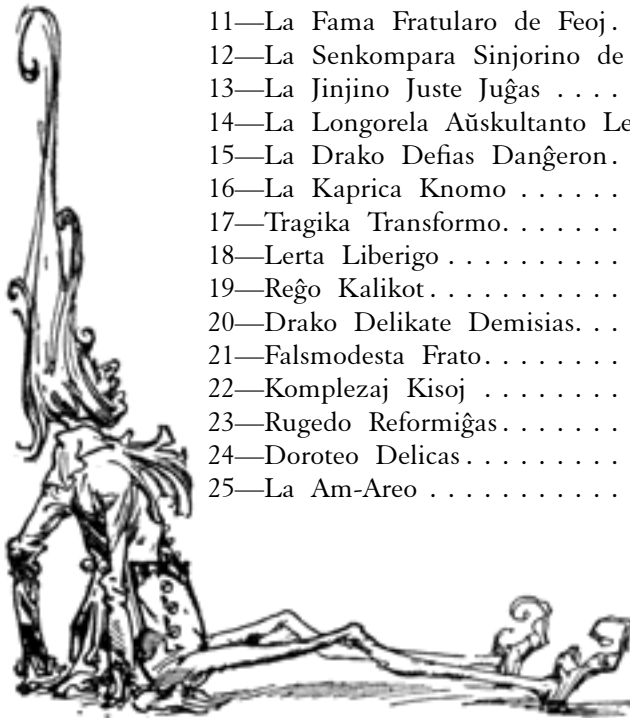 11—La Fama Fratularo de Feoj .
12—La Senkompara Sinjorino de
13—La Jinjino Juste Juĝas . . . .
14—La Longorela Aŭskultanto Le
15—La Drako Defias Danĝeron .
16—La Kaprica Knomo . . . . . .
17—Tragika Transformo. . . . . . .
18—Lerta Liberigo . . . . . . . . . .
19—Reĝo Kalikot . . . . . . . . . . .
20—Drako Delikate Demisias. . .
21—Falsmodesta Frato. . . . . . . .
22—Komplezaj Kisoj . . . . . . . .
23—Rugedo Reformiĝas . . . . . . .
24—Doroteo Delicas . . . . . . . . .
25—La Am-Areo . . . . . . . . . . .